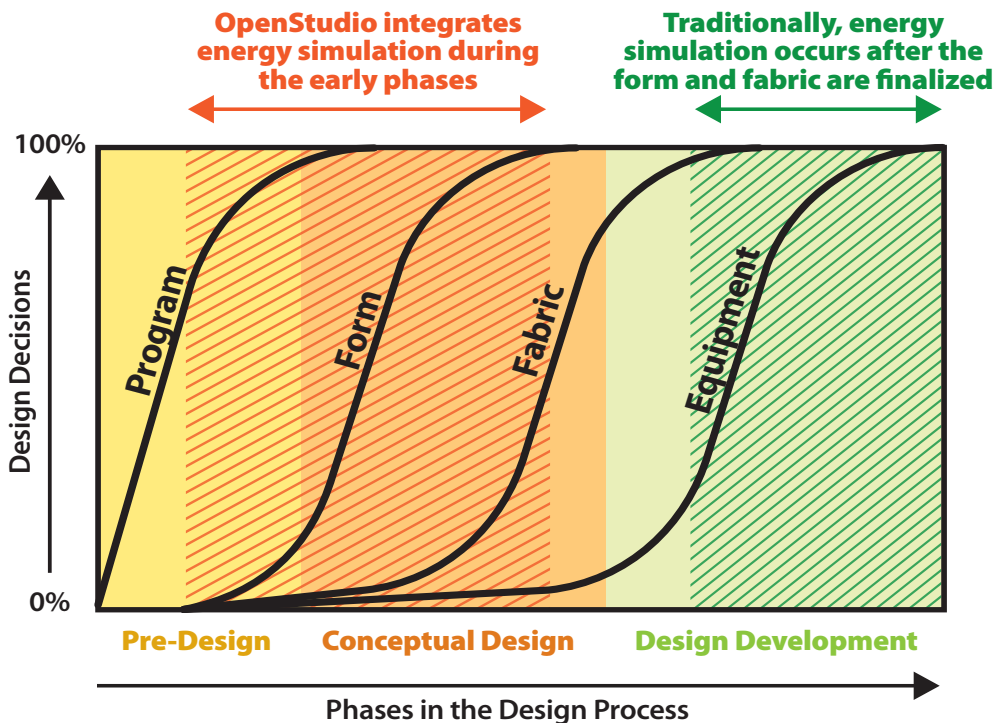 OpenStudio integrates
energy simulation during
the early phases
Traditionally, energy
simulation occurs after the
form and fabric are finalized
100%
Design Decisions
0%
Program
Form
Fabric
Equipment
Pre-Design
Conceptual Design
Design Development
Phases in the Design Process